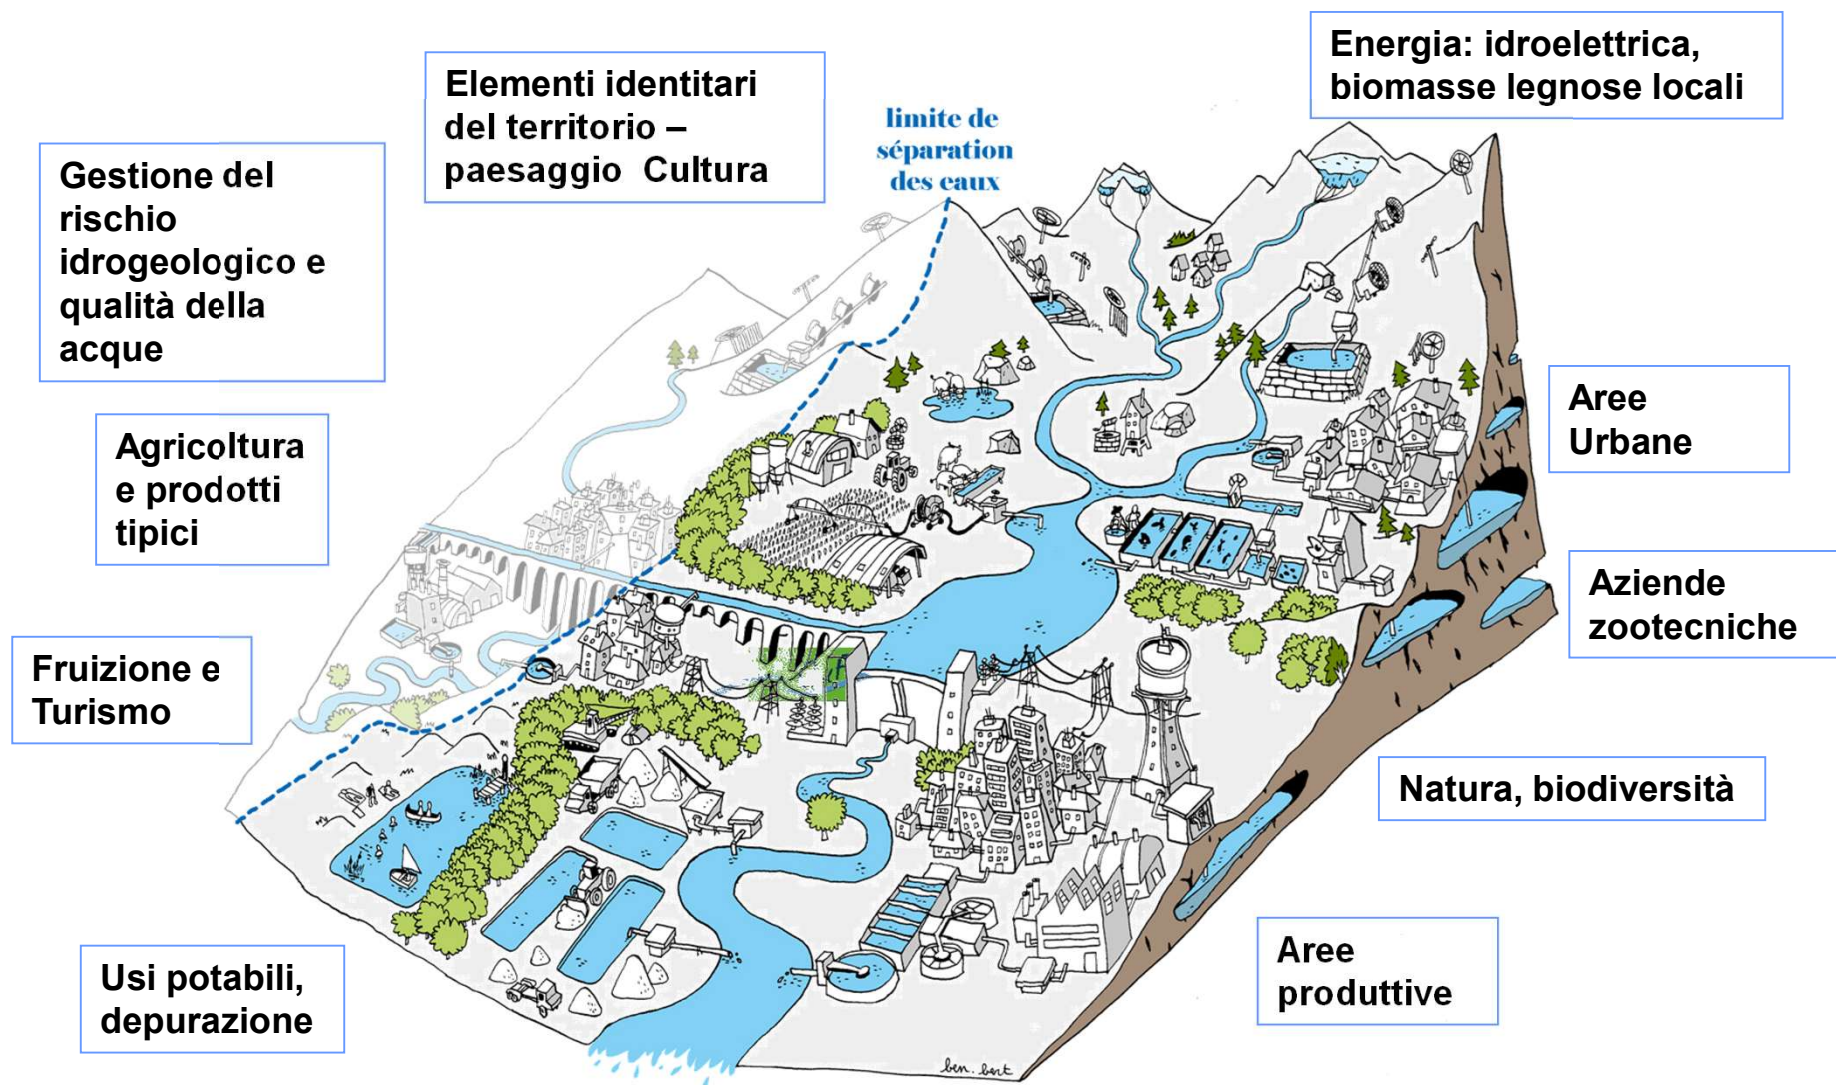 Energia: idroelettrica,
biomasse legnose locali
Elementi identitari
del territorio –
paesaggio Cultura
limite de
séparation
des eaux
Gestione del
rischio
idrogeologico e
qualità della
acque
Agricoltura
e prodotti
tipici
Aree
Urbane
Aziende
zootecniche
Fruizione e
Turismo
Natura, biodiversità
Usi potabili,
depurazione
Aree
produttive
ben.bert